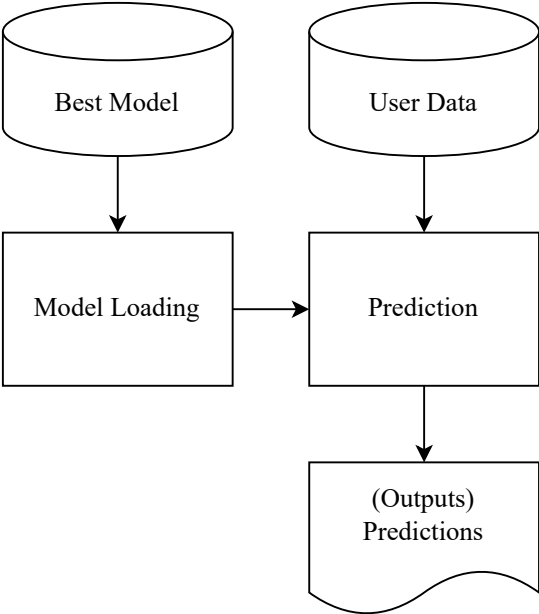 Best Model
User Data
Model Loading
Prediction
(Outputs)
Predictions